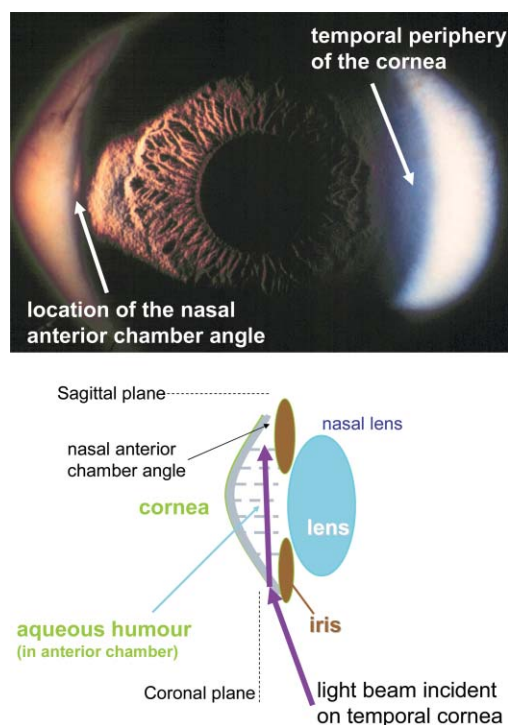 temporal periphery
of the cornea
location of the nasal
anterior chamber angle
Sagittal plane
nasal lens
nasal anterior
chamber angle
cornea
lens
aqueous humour
(in anterior chamber)
iris
Coronal plane
light beam incident
on temporal cornea